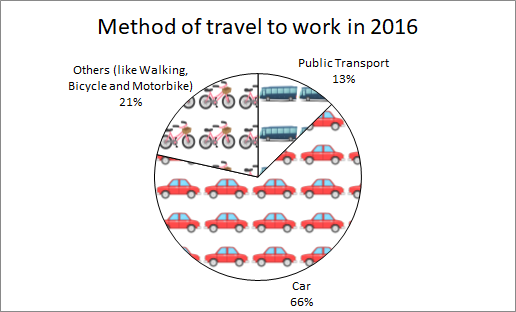 Method of travel to work in 2016
Others (like Walking,
Bicycle and Motorbike)
21%
Public Transport
13%
Car
66%